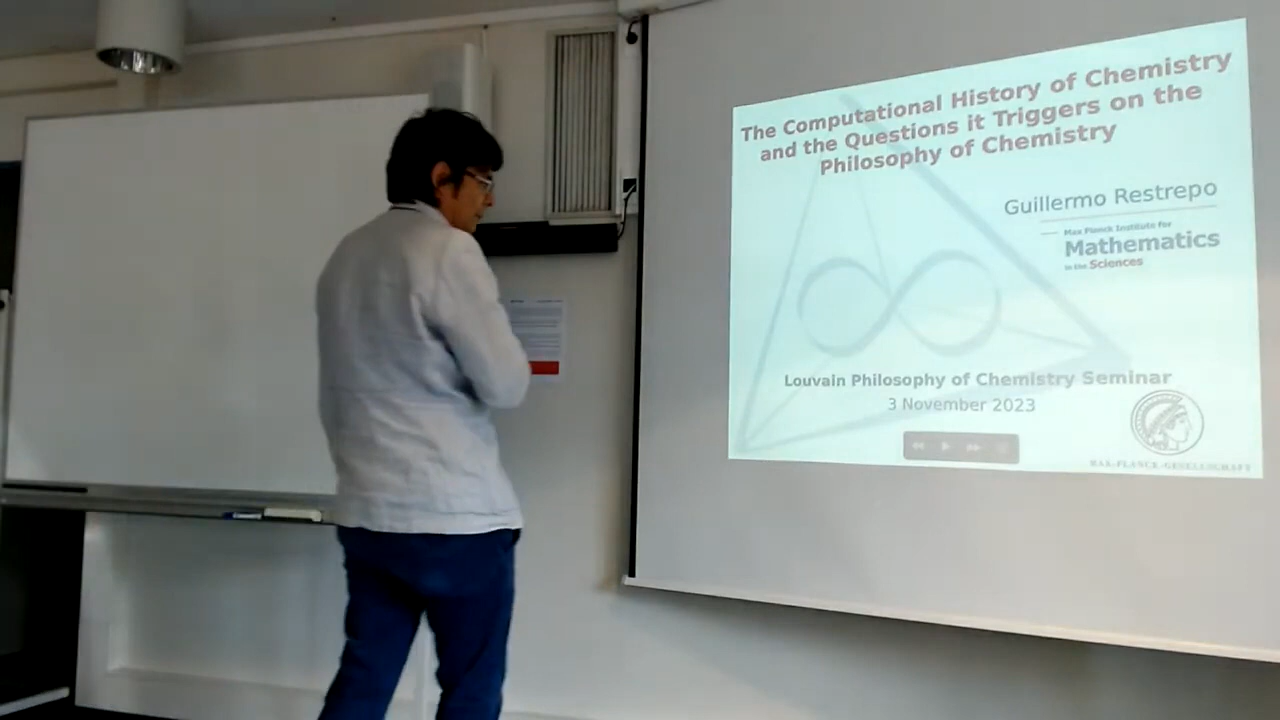 The Computational History of Chemistry
and the Questions it Triggers on the
Philosophy of Chemistry
Guillermo Restrepo
Max Planck Institute for
Mathematics
in the Sciences
Louvain Philosophy of Chemistry Seminar
3 November 2023
MAX-PLANCK-GESELLSCHAFT